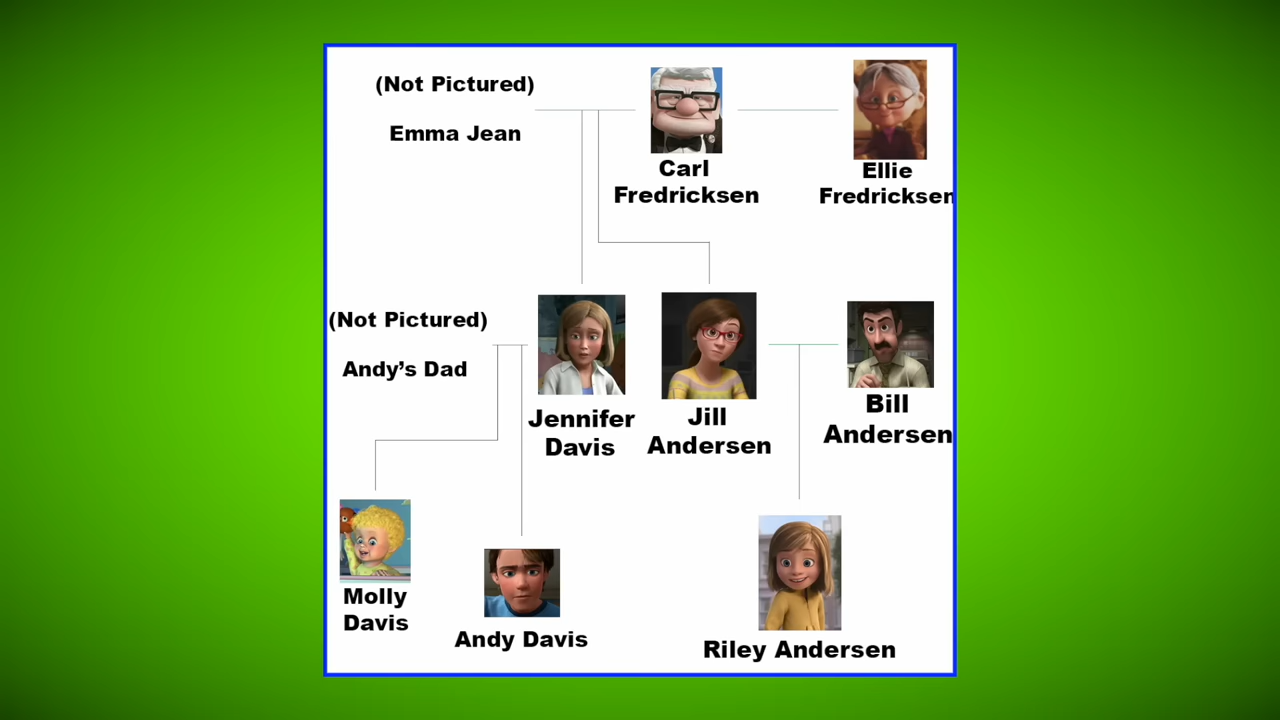 (Not Pictured)
Emma Jean
Carl
Fredricksen
Ellie
Fredricksen
(Not Pictured)
Andy’s Dad
Jennifer
Davis
Jill
Andersen
Bill
Andersen
Molly
Davis
Andy Davis
Riley Andersen